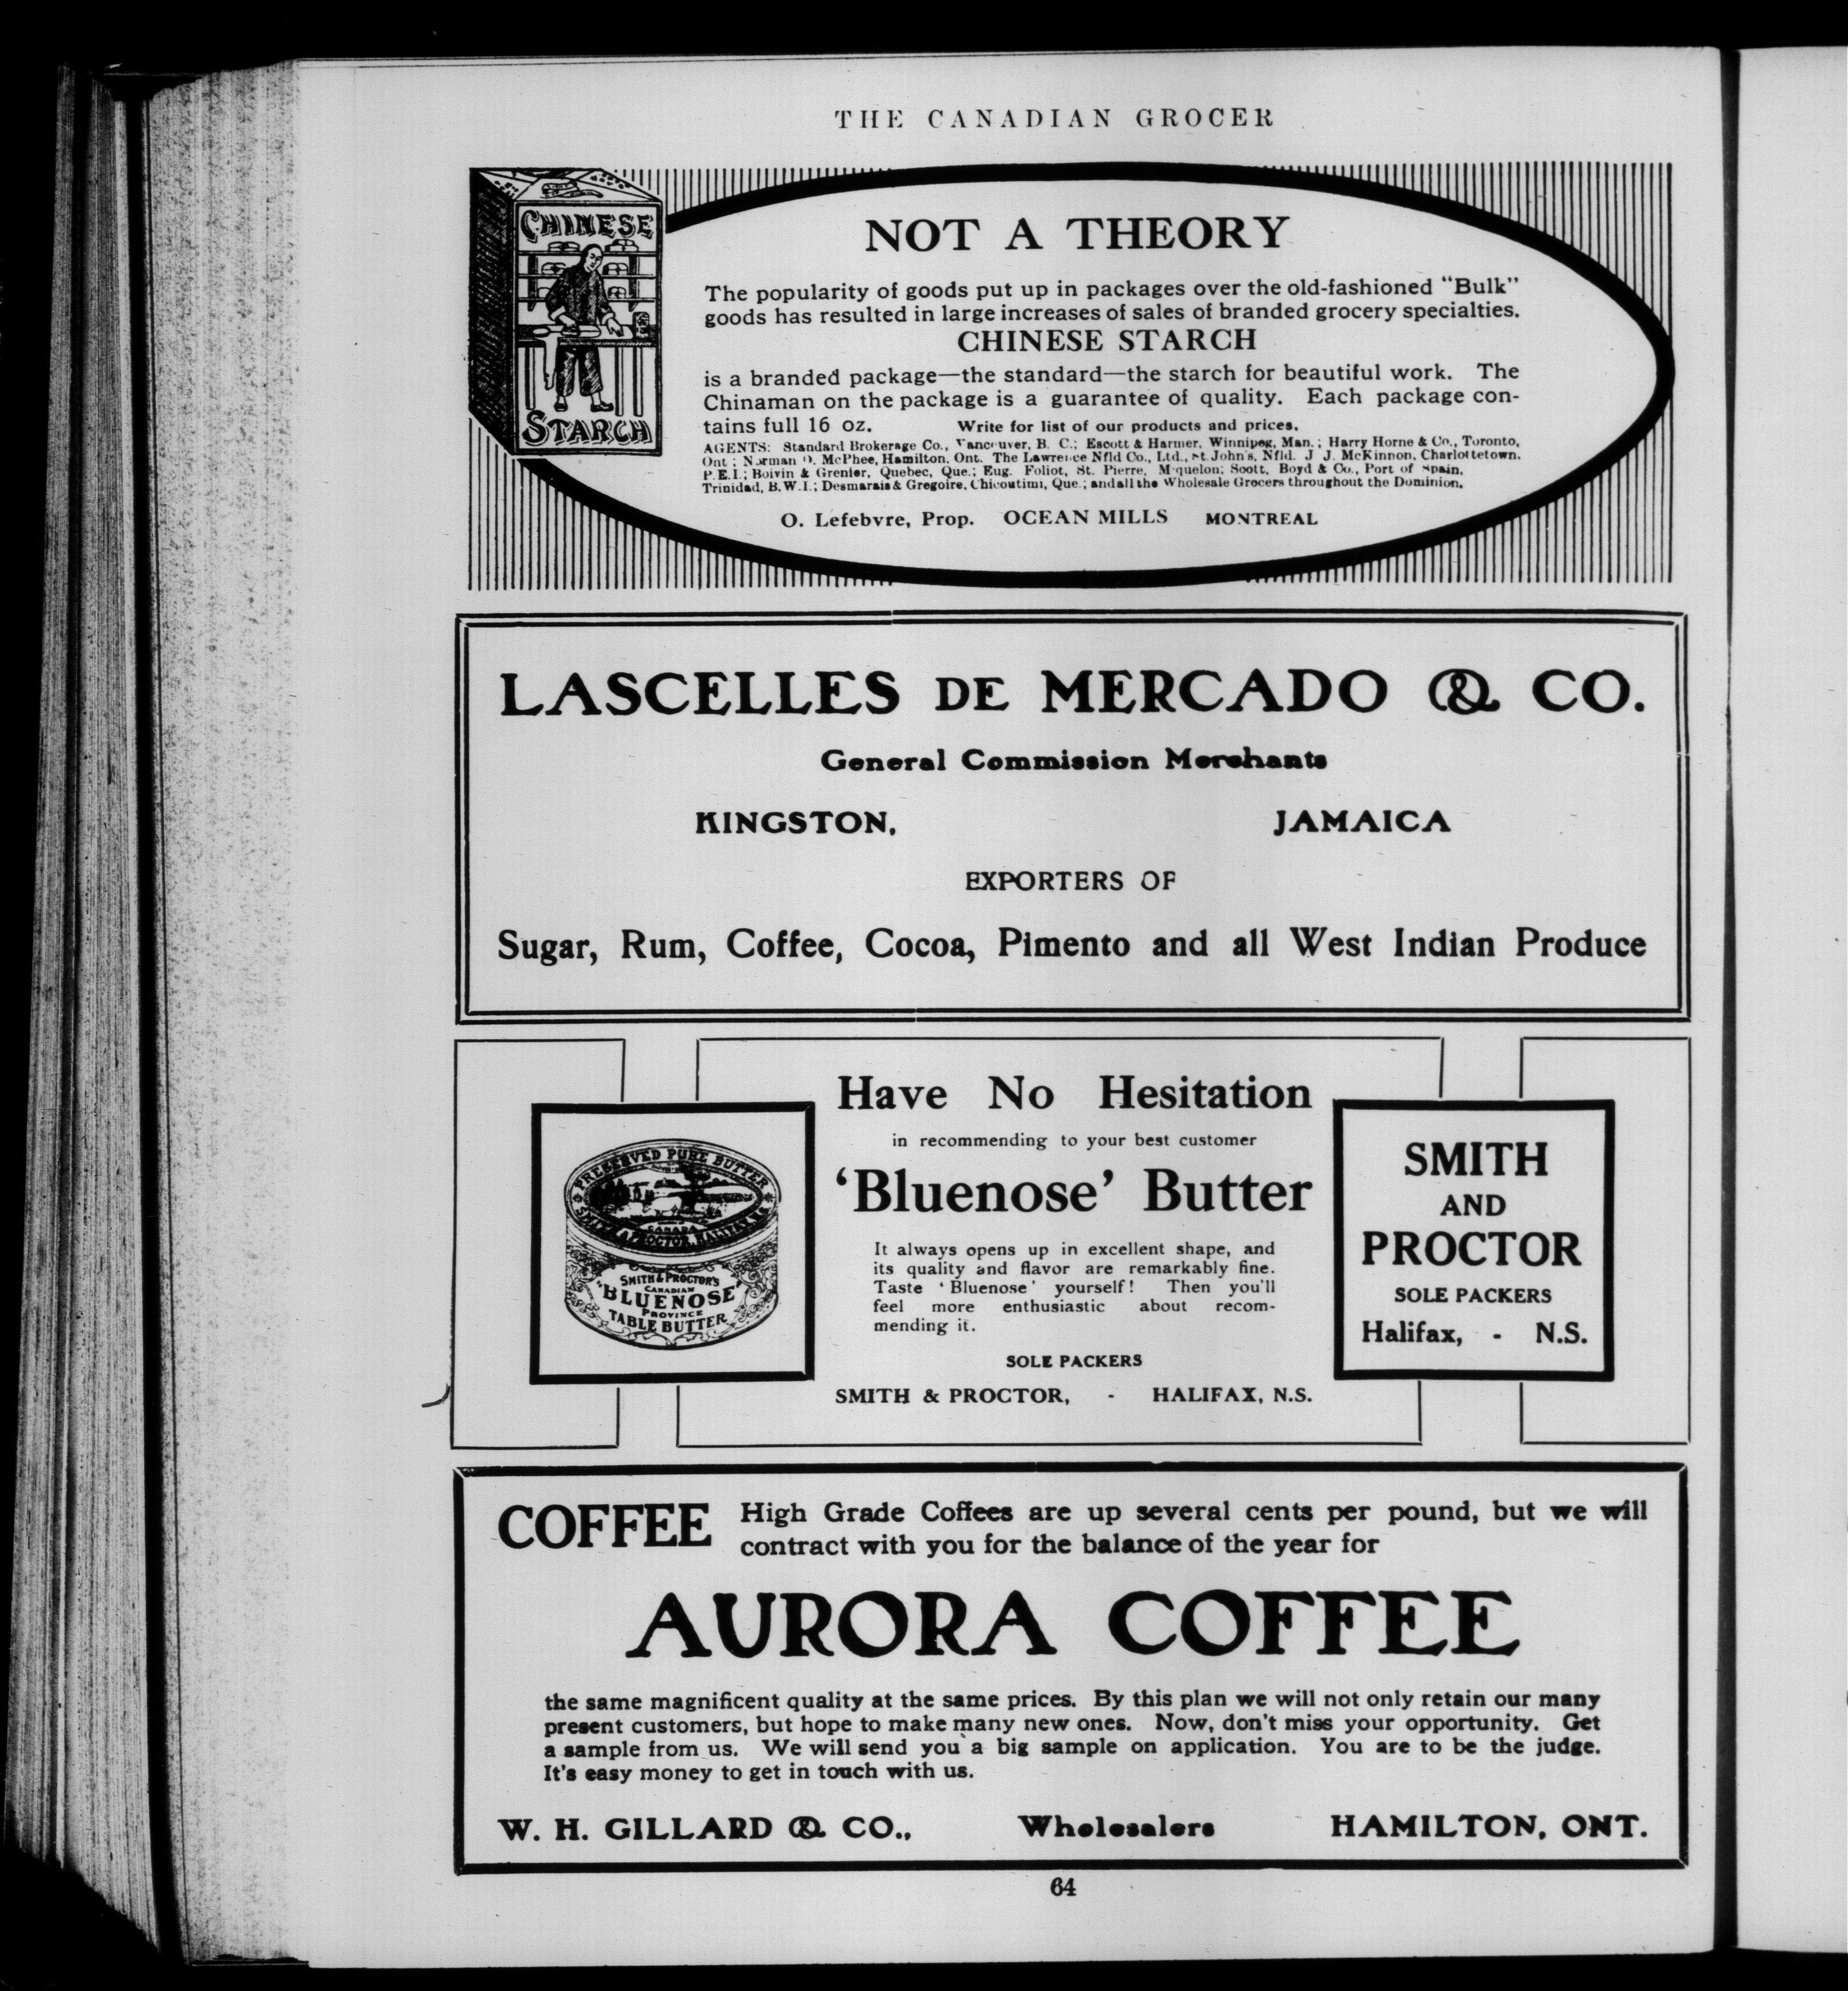 THE CANADIAN GROCER
CHINESE
STARCH
NOT A THEORY
The popularity of goods put up in packages over the old-fashioned "Bulk"
goods has resulted in large increases of sales of branded grocery specialties.
CHINESE STARCH
is a branded package—the standard—the starch for beautiful work. The
Chinaman on the package is a guarantee of quality. Each package con-
tains full 16 oz. Write for list of our products and prices.
AGENTS: Standard Brokerage Co., Vancouver, B. C.; Escott & Harmer, Winnipeg, Man.; Harry Horne & Co., Toronto,
Ont; Norman D. McPhee, Hamilton, Ont. The Lawrence Nfld Co., Ltd., St. John's, Nfld. J J. McKinnon, Charlottetown.
P.E.I.; Boivin & Grenier, Quebec, Que.; Eug. Foliot, St. Pierre, Miquelon; Scott, Boyd & Co., Port of Spain,
Trinidad, B.W.I.; Desmarais & Gregoire, Chicoutimi, Que.; and all the Wholesale Grocers throughout the Dominion.
O. Lefebvre, Prop. OCEAN MILLS MONTREAL
LASCELLES DE MERCADO & CO.
General Commission Merchants
KINGSTON, JAMAICA
EXPORTERS OF
Sugar, Rum, Coffee, Cocoa, Pimento and all West Indian Produce
PRESERVED PURE BUTTER
CANADA
SMITH & PROCTOR, HALIFAX, N.S.
SMITH & PROCTOR'S
CANADIAN
"BLUENOSE"
PROVINCE
TABLE BUTTER
Have No Hesitation
in recommending to your best customer
'Bluenose' Butter
It always opens up in excellent shape, and
its quality and flavor are remarkably fine.
Taste 'Bluenose' yourself! Then you'll
feel more enthusiastic about recom-
mending it.
SOLE PACKERS
SMITH & PROCTOR, - HALIFAX, N.S.
SMITH
AND
PROCTOR
SOLE PACKERS
Halifax, - N.S.
COFFEE High Grade Coffees are up several cents per pound, but we will
contract with you for the balance of the year for
AURORA COFFEE
the same magnificent quality at the same prices. By this plan we will not only retain our many
present customers, but hope to make many new ones. Now, don't miss your opportunity. Get
a sample from us. We will send you a big sample on application. You are to be the judge.
It's easy money to get in touch with us.
W. H. GILLARD & CO., Wholesalers HAMILTON, ONT.
64